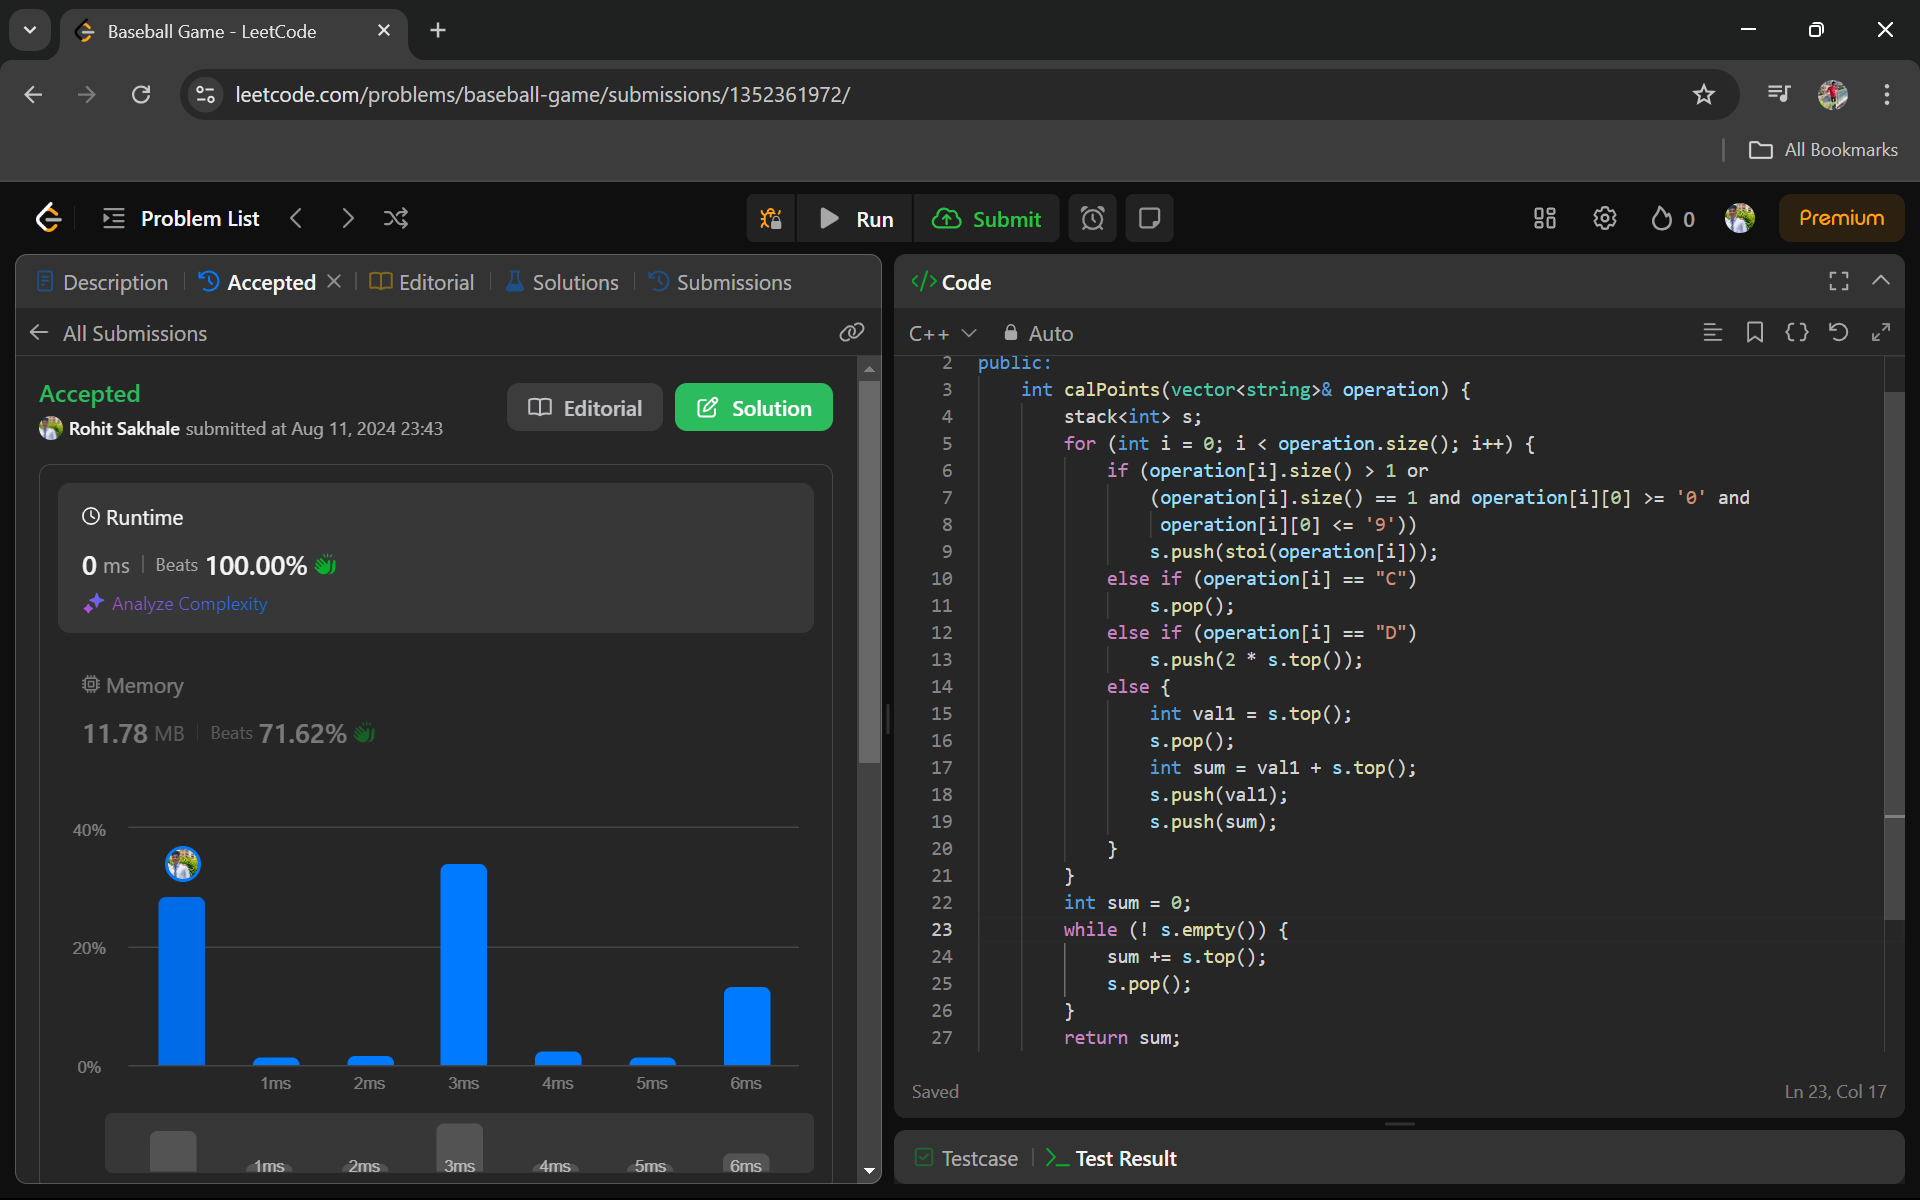 Baseball Game - LeetCode
leetcode.com/problems/baseball-game/submissions/1352361972/
All Bookmarks
Problem List
Run
Submit
0
Premium
Description
Accepted
Editorial
Solutions
Submissions
All Submissions
Accepted
Rohit Sakhale submitted at Aug 11, 2024 23:43
Editorial
Solution
Runtime
0 ms | Beats 100.00%
Analyze Complexity
Memory
11.78 MB | Beats 71.62%
40%
20%
0%
1ms 2ms 3ms 4ms 5ms 6ms
1ms 2ms 3ms 4ms 5ms 6ms
</> Code
C++ Auto
2 public:
3 int calPoints(vector<string>& operation) {
4 stack<int> s;
5 for (int i = 0; i < operation.size(); i++) {
6 if (operation[i].size() > 1 or
7 (operation[i].size() == 1 and operation[i][0] >= '0' and
8 operation[i][0] <= '9'))
9 s.push(stoi(operation[i]));
10 else if (operation[i] == "C")
11 s.pop();
12 else if (operation[i] == "D")
13 s.push(2 * s.top());
14 else {
15 int val1 = s.top();
16 s.pop();
17 int sum = val1 + s.top();
18 s.push(val1);
19 s.push(sum);
20 }
21 }
22 int sum = 0;
23 while (! s.empty()) {
24 sum += s.top();
25 s.pop();
26 }
27 return sum;
Saved
Ln 23, Col 17
Testcase
Test Result